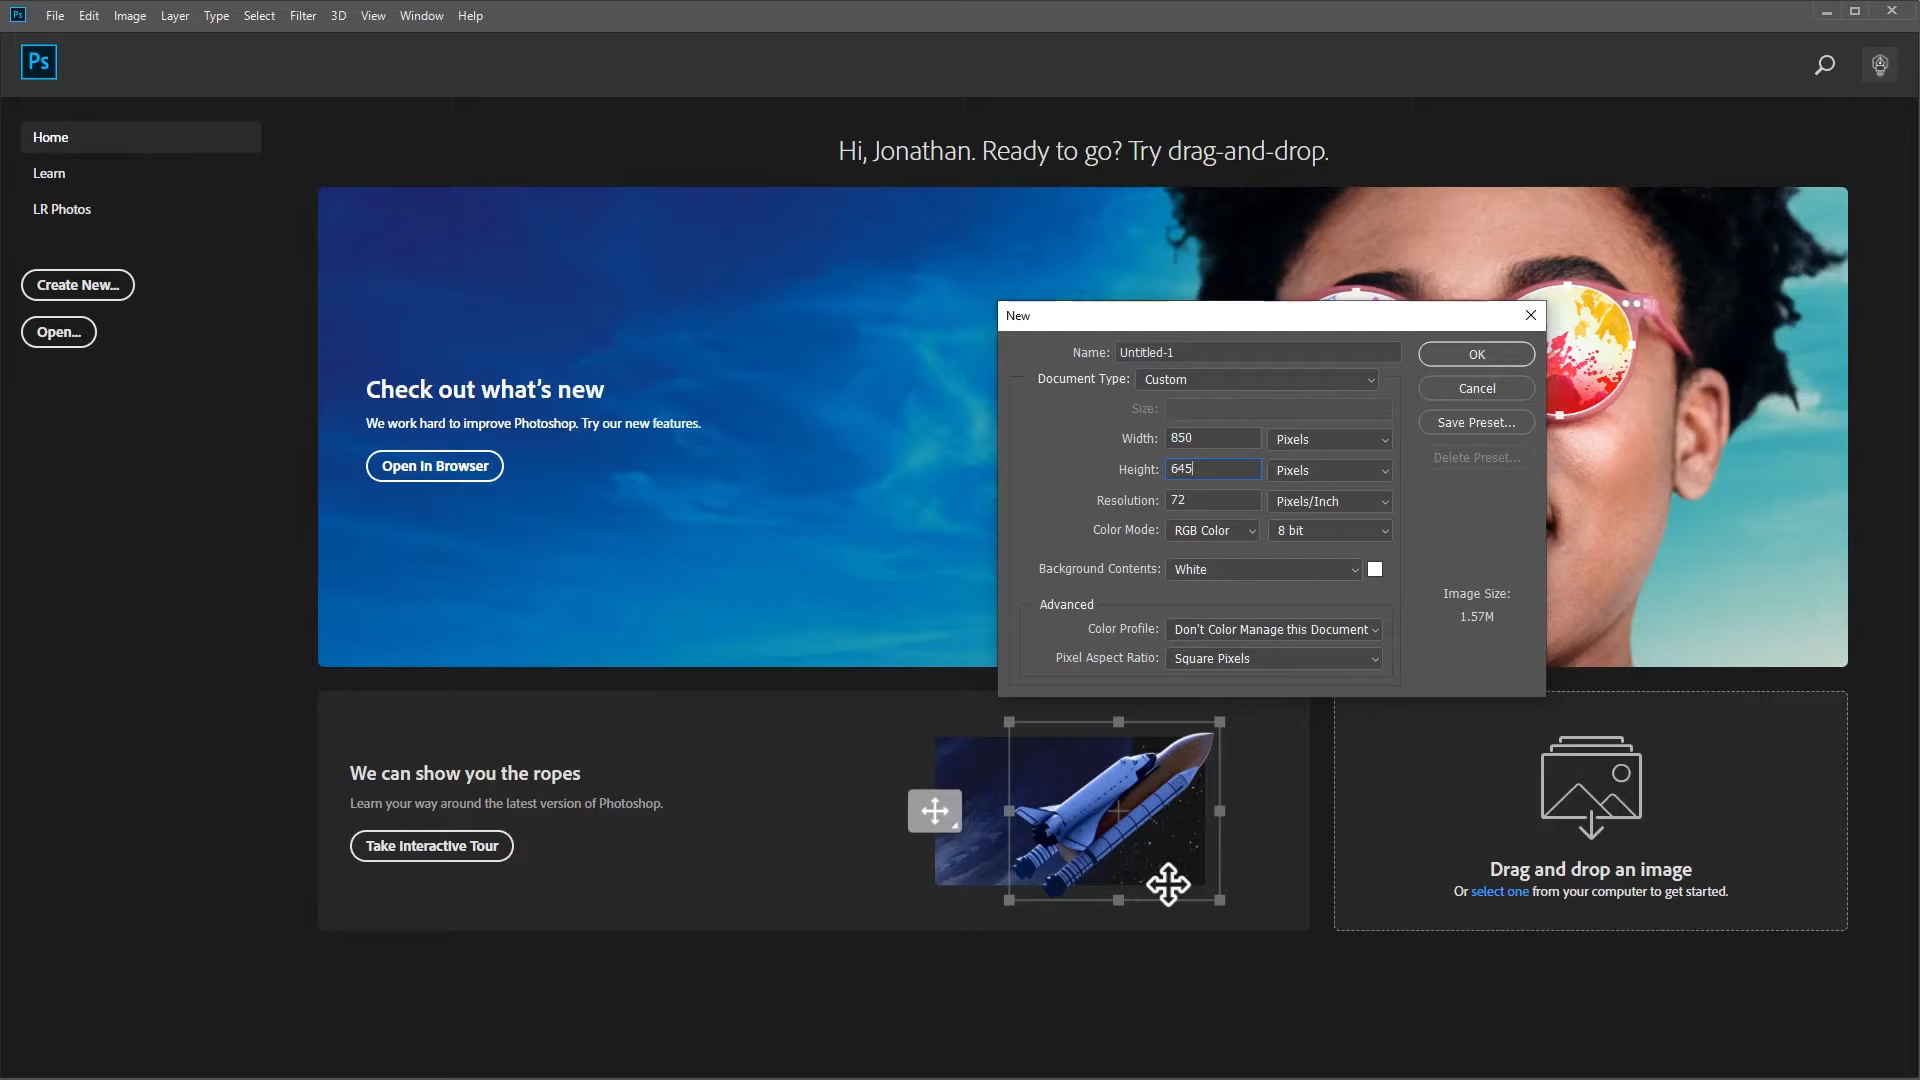 Ps
File Edit Image Layer Type Select Filter 3D View Window Help
Ps
Home
Learn
LR Photos
Create New...
Open...
Hi, Jonathan. Ready to go? Try drag-and-drop.
Check out what's new
We work hard to improve Photoshop. Try our new features.
Open In Browser
New
Name: Untitled-1
OK
Document Type: Custom
Cancel
Size:
Save Preset...
Width: 850 Pixels
Delete Preset...
Height: 645 Pixels
Resolution: 72 Pixels/Inch
Color Mode: RGB Color 8 bit
Background Contents: White
Image Size:
1.57M
Advanced
Color Profile: Don't Color Manage this Document
Pixel Aspect Ratio: Square Pixels
We can show you the ropes
Learn your way around the latest version of Photoshop.
Take Interactive Tour
Drag and drop an image
Or select one from your computer to get started.